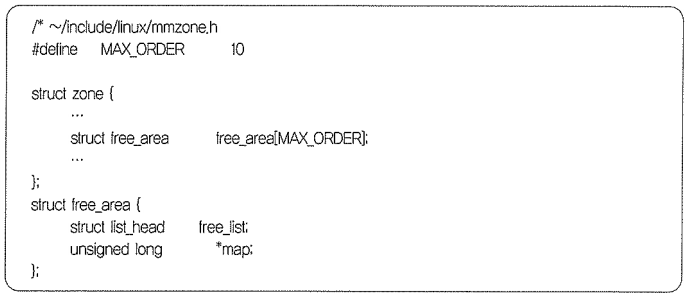 /* ~/include/linux/mmzone.h
#define MAX_ORDER 10
struct zone {
...
struct free_area free_area[MAX_ORDER];
...
};
struct free_area {
struct list_head free_list;
unsigned long *map;
};